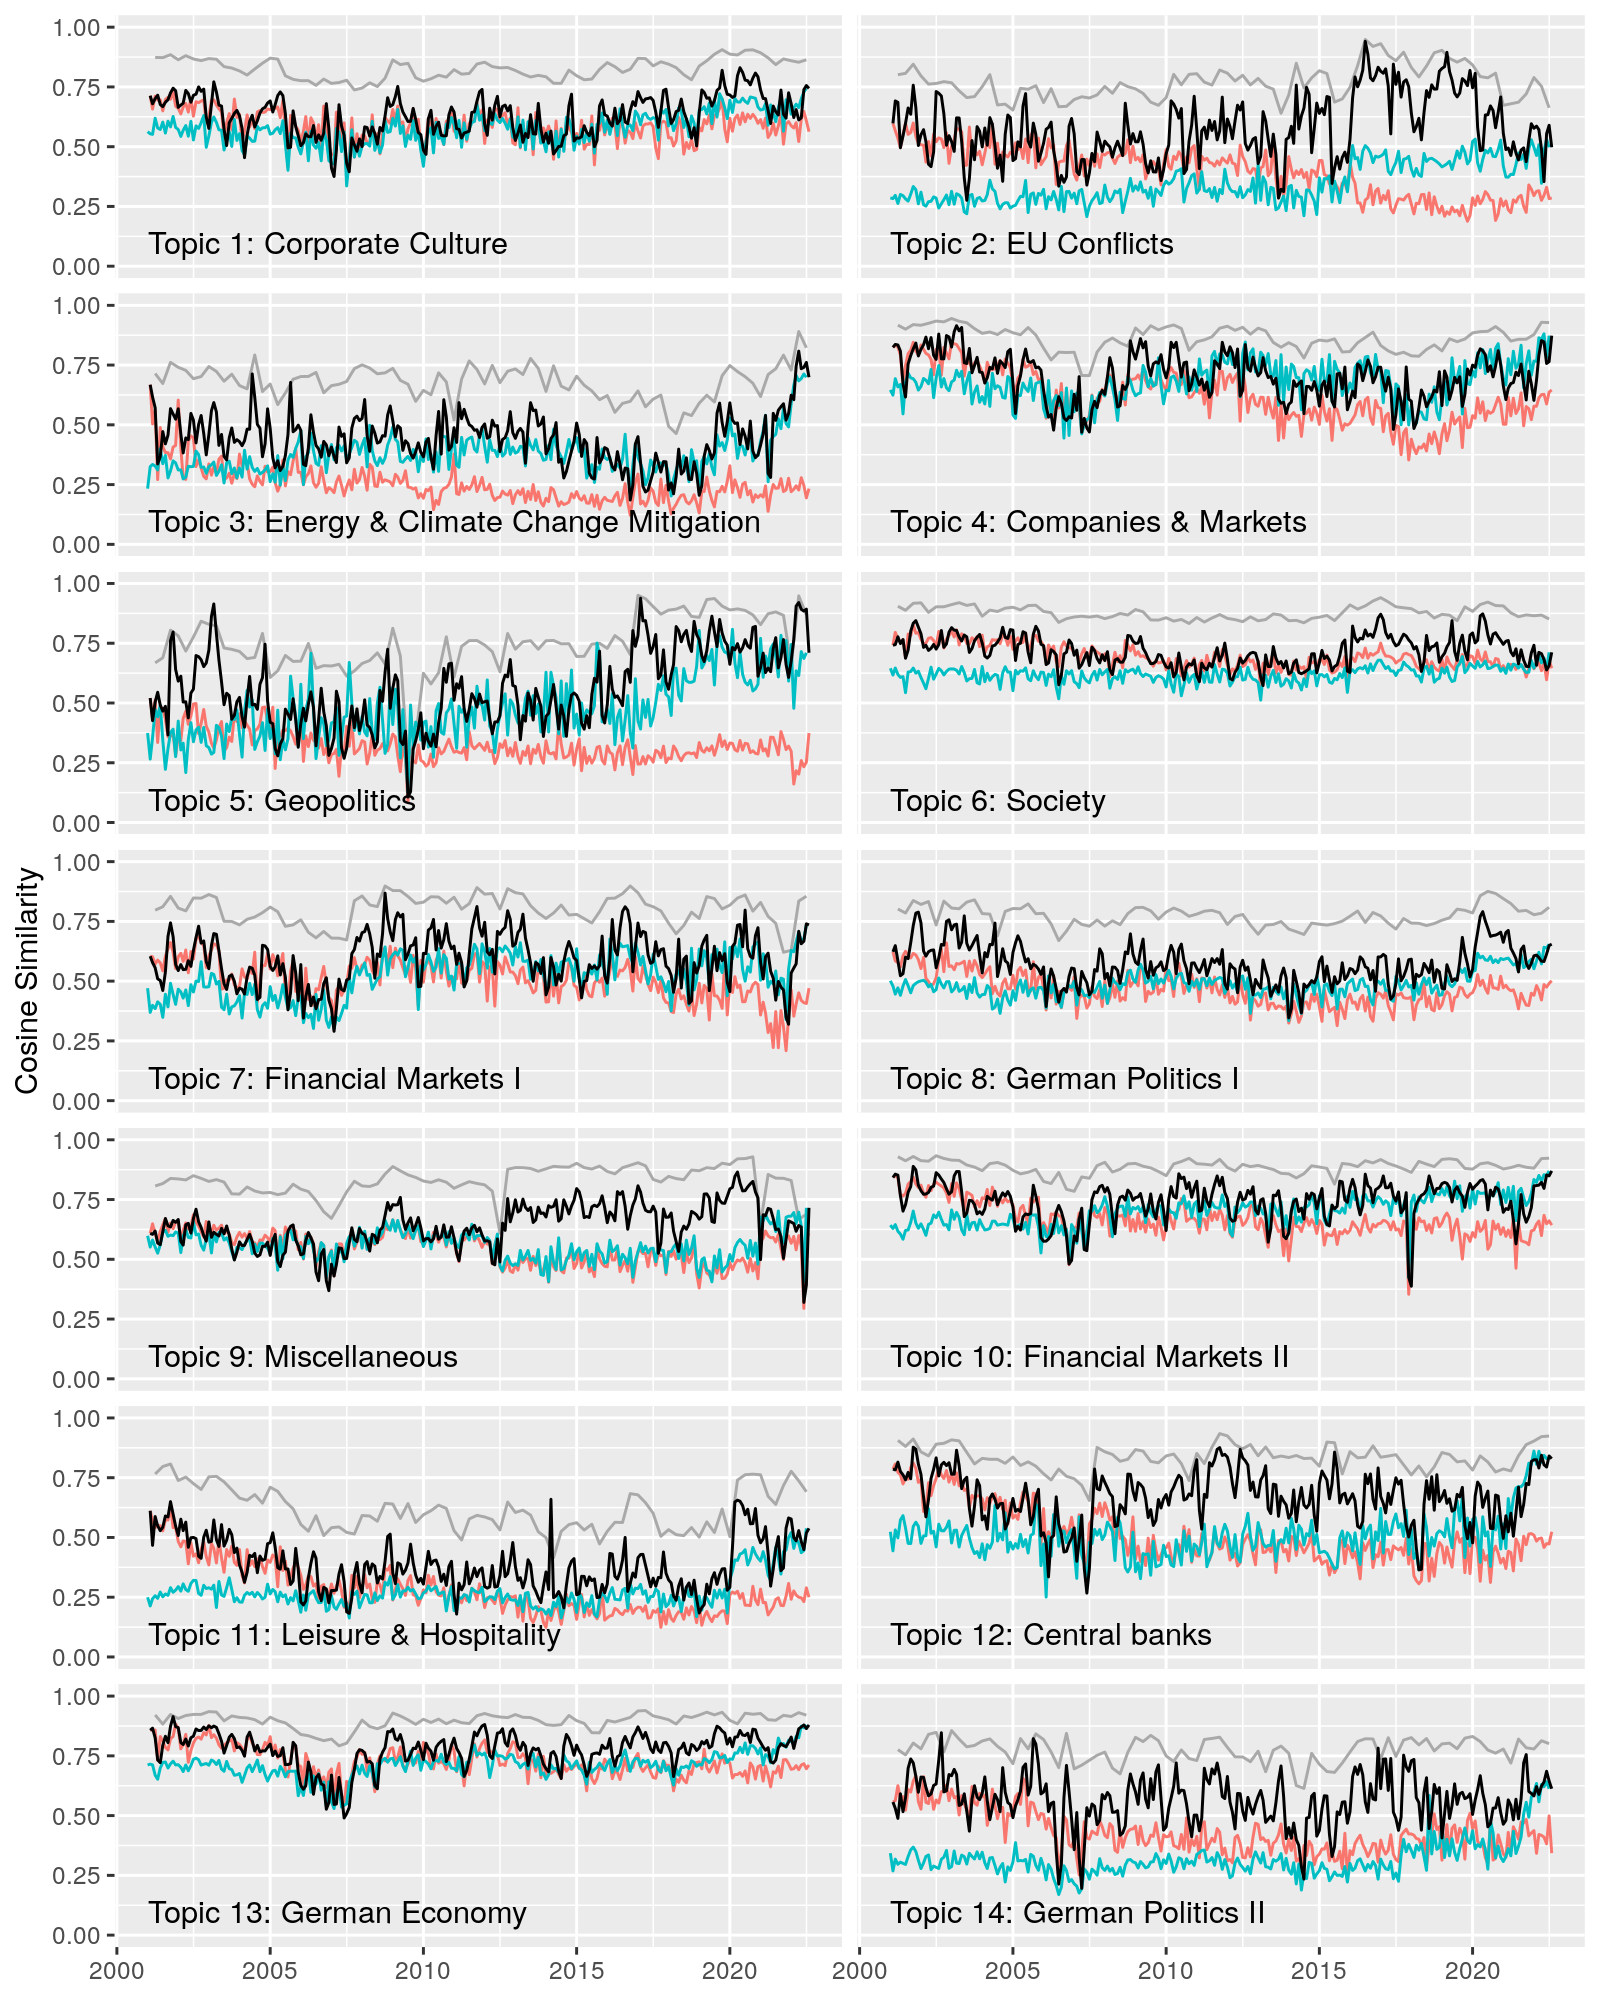 Cosine Similarity
1.00
0.75
0.50
0.25
0.00
Topic 1: Corporate Culture
Topic 2: EU Conflicts
1.00
0.75
0.50
0.25
0.00
Topic 3: Energy & Climate Change Mitigation
Topic 4: Companies & Markets
1.00
0.75
0.50
0.25
0.00
Topic 5: Geopolitics
Topic 6: Society
1.00
0.75
0.50
0.25
0.00
Topic 7: Financial Markets I
Topic 8: German Politics I
1.00
0.75
0.50
0.25
0.00
Topic 9: Miscellaneous
Topic 10: Financial Markets II
1.00
0.75
0.50
0.25
0.00
Topic 11: Leisure & Hospitality
Topic 12: Central banks
1.00
0.75
0.50
0.25
0.00
Topic 13: German Economy
Topic 14: German Politics II
2000 2005 2010 2015 2020 2000 2005 2010 2015 2020